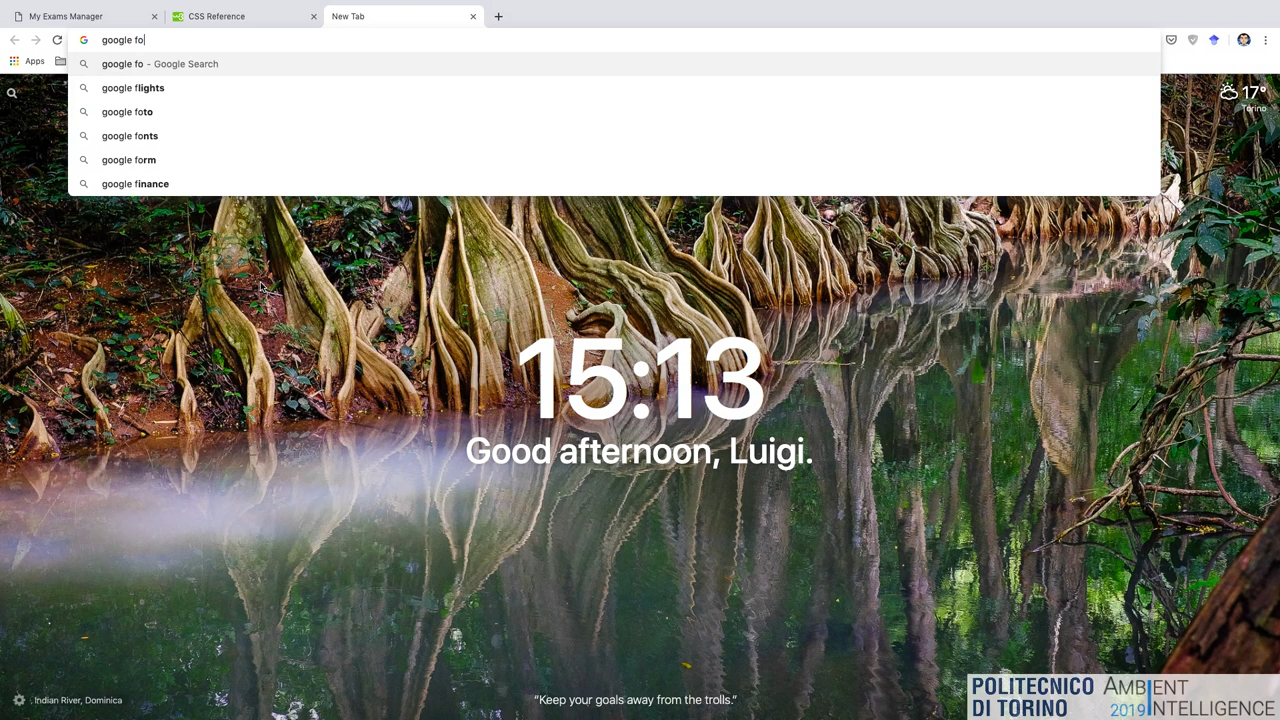 My Exams Manager
CSS Reference
New Tab
google fo
Apps
google fo - Google Search
google flights
google foto
google fonts
google form
google finance
17°
Torino
15:13
Good afternoon, Luigi.
Indian River, Dominica
“Keep your goals away from the trolls.”
POLITECNICO
DI TORINO
AMBIENT
2019 INTELLIGENCE